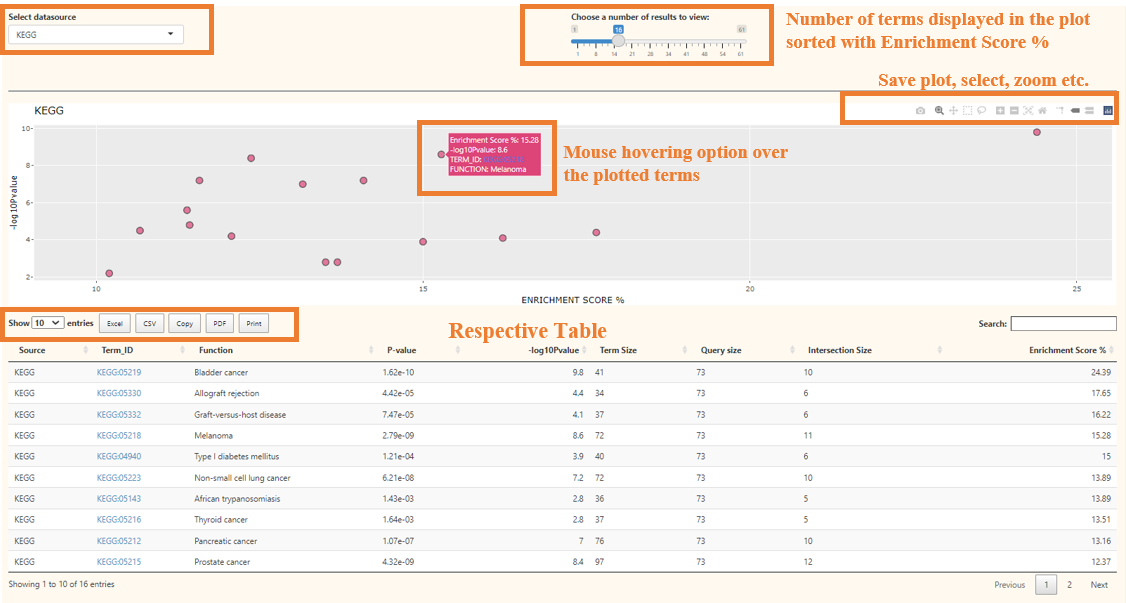 Select datasource
KEGG
Choose a number of results to view:
1 16 61
1 8 14 21 28 34 41 48 54 61
Number of terms displayed in the plot
sorted with Enrichment Score %
Save plot, select, zoom etc.
KEGG
Enrichment Score %: 15.28
-log10Pvalue: 8.6
TERM_ID:
FUNCTION: Melanoma
Mouse hovering option over
the plotted terms
-log10Pvalue
10
8
6
4
2
10 15 20 25
ENRICHMENT SCORE %
Show 10 entries Excel CSV Copy PDF Print
Respective Table
Search:
Source Term_ID Function P-value -log10Pvalue Term Size Query size Intersection Size Enrichment Score %
KEGG KEGG:05219 Bladder cancer 1.62e-10 9.8 41 73 10 24.39
KEGG KEGG:05330 Allograft rejection 4.42e-05 4.4 34 73 6 17.65
KEGG KEGG:05332 Graft-versus-host disease 7.47e-05 4.1 37 73 6 16.22
KEGG KEGG:05218 Melanoma 2.79e-09 8.6 72 73 11 15.28
KEGG KEGG:04940 Type I diabetes mellitus 1.21e-04 3.9 40 73 6 15
KEGG KEGG:05223 Non-small cell lung cancer 6.21e-08 7.2 72 73 10 13.89
KEGG KEGG:05143 African trypanosomiasis 1.43e-03 2.8 36 73 5 13.89
KEGG KEGG:05216 Thyroid cancer 1.64e-03 2.8 37 73 5 13.51
KEGG KEGG:05212 Pancreatic cancer 1.07e-07 7 76 73 10 13.16
KEGG KEGG:05215 Prostate cancer 4.32e-09 8.4 97 73 12 12.37
Showing 1 to 10 of 16 entries
Previous 1 2 Next